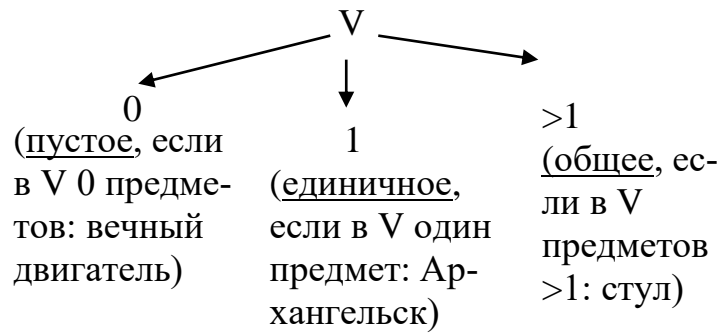 V
0
(пустое, если
в V 0 предме-
тов: вечный
двигатель)
1
(единичное,
если в V один
предмет: Ар-
хангельск)
>1
(общее, ес-
ли в V
предметов
>1: стул)